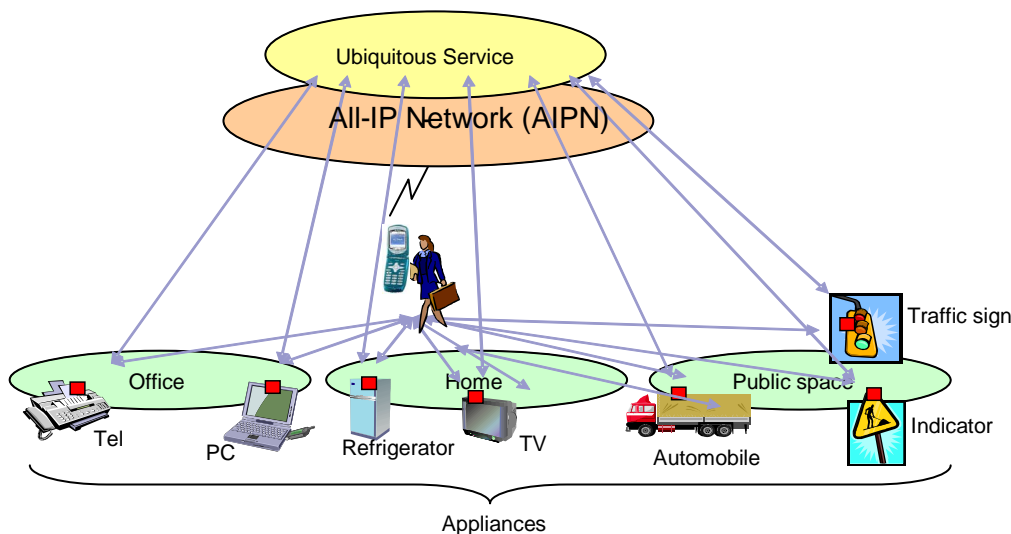 Ubiquitous Service
All-IP Network (AIPN)
Traffic sign
Office
Home
Public space
Tel
PC
Refrigerator
TV
Automobile
Indicator
Appliances